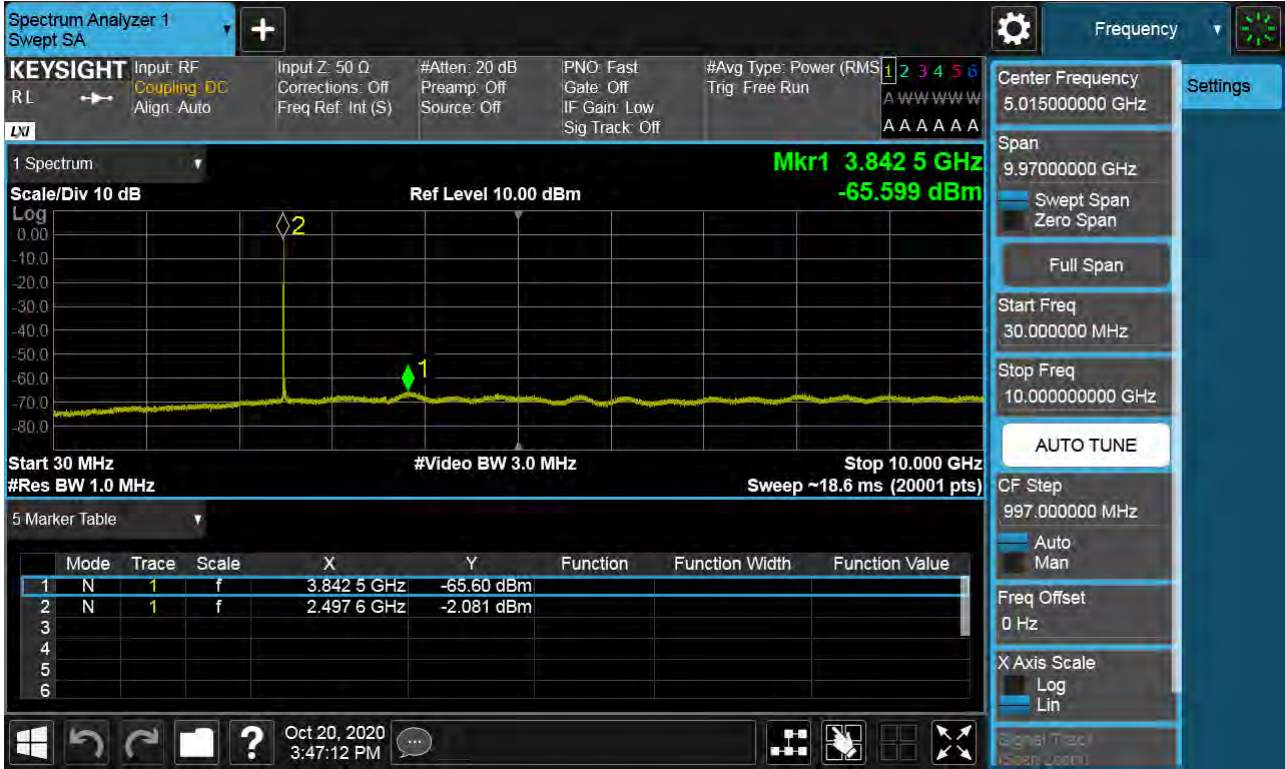 Spectrum Analyzer 1
Swept SA
Frequency
KEYSIGHT
RL
LXI
Input: RF
Coupling: DC
Align: Auto
Input Z: 50 Ω
Corrections: Off
Freq Ref: Int (S)
#Atten: 20 dB
Preamp: Off
Source: Off
PNO: Fast
Gate: Off
IF Gain: Low
Sig Track: Off
#Avg Type: Power (RMS
Trig: Free Run
1 2 3 4 5 6
A W W W W W
A A A A A A
1 Spectrum
Mkr1 3.842 5 GHz
Scale/Div 10 dB
Ref Level 10.00 dBm
-65.599 dBm
Log
0.00
-10.0
-20.0
-30.0
-40.0
-50.0
-60.0
-70.0
-80.0
2
1
Start 30 MHz
#Video BW 3.0 MHz
Stop 10.000 GHz
#Res BW 1.0 MHz
Sweep ~18.6 ms (20001 pts)
5 Marker Table
Mode Trace Scale X Y Function Function Width Function Value
1 N 1 f 3.842 5 GHz -65.60 dBm
2 N 1 f 2.497 6 GHz -2.081 dBm
3
4
5
6
Oct 20, 2020
3:47:12 PM
Center Frequency
5.015000000 GHz
Settings
Span
9.97000000 GHz
Swept Span
Zero Span
Full Span
Start Freq
30.000000 MHz
Stop Freq
10.000000000 GHz
AUTO TUNE
CF Step
997.000000 MHz
Auto
Man
Freq Offset
0 Hz
X Axis Scale
Log
Lin
Signal Track
(Span Zoom)